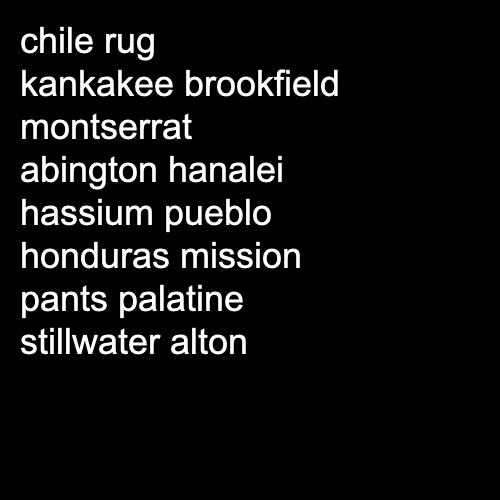 chile rug
kankakee brookfield
montserrat
abington hanalei
hassium pueblo
honduras mission
pants palatine
stillwater alton